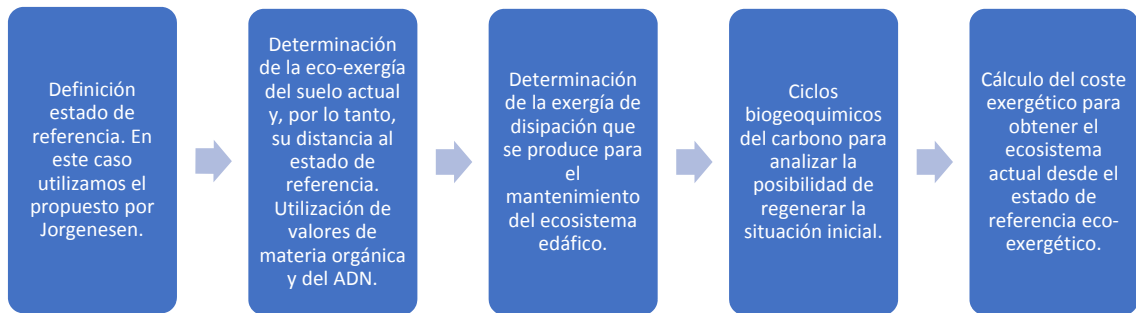 Definición
estado de
referencia. En
este caso
utilizamos el
propuesto por
Jorgenesen.
Determinación
de la eco-exergía
del suelo actual
y, por lo tanto,
su distancia al
estado de
referencia.
Utilización de
valores de
materia orgánica
y del ADN.
Determinación
de la exergía de
disipación que
se produce para
el
mantenimiento
del ecosistema
edáfico.
Ciclos
biogeoquimicos
del carbono para
analizar la
posibilidad de
regenerar la
situación inicial.
Cálculo del coste
exergético para
obtener el
ecosistema
actual desde el
estado de
referencia eco-
exergético.